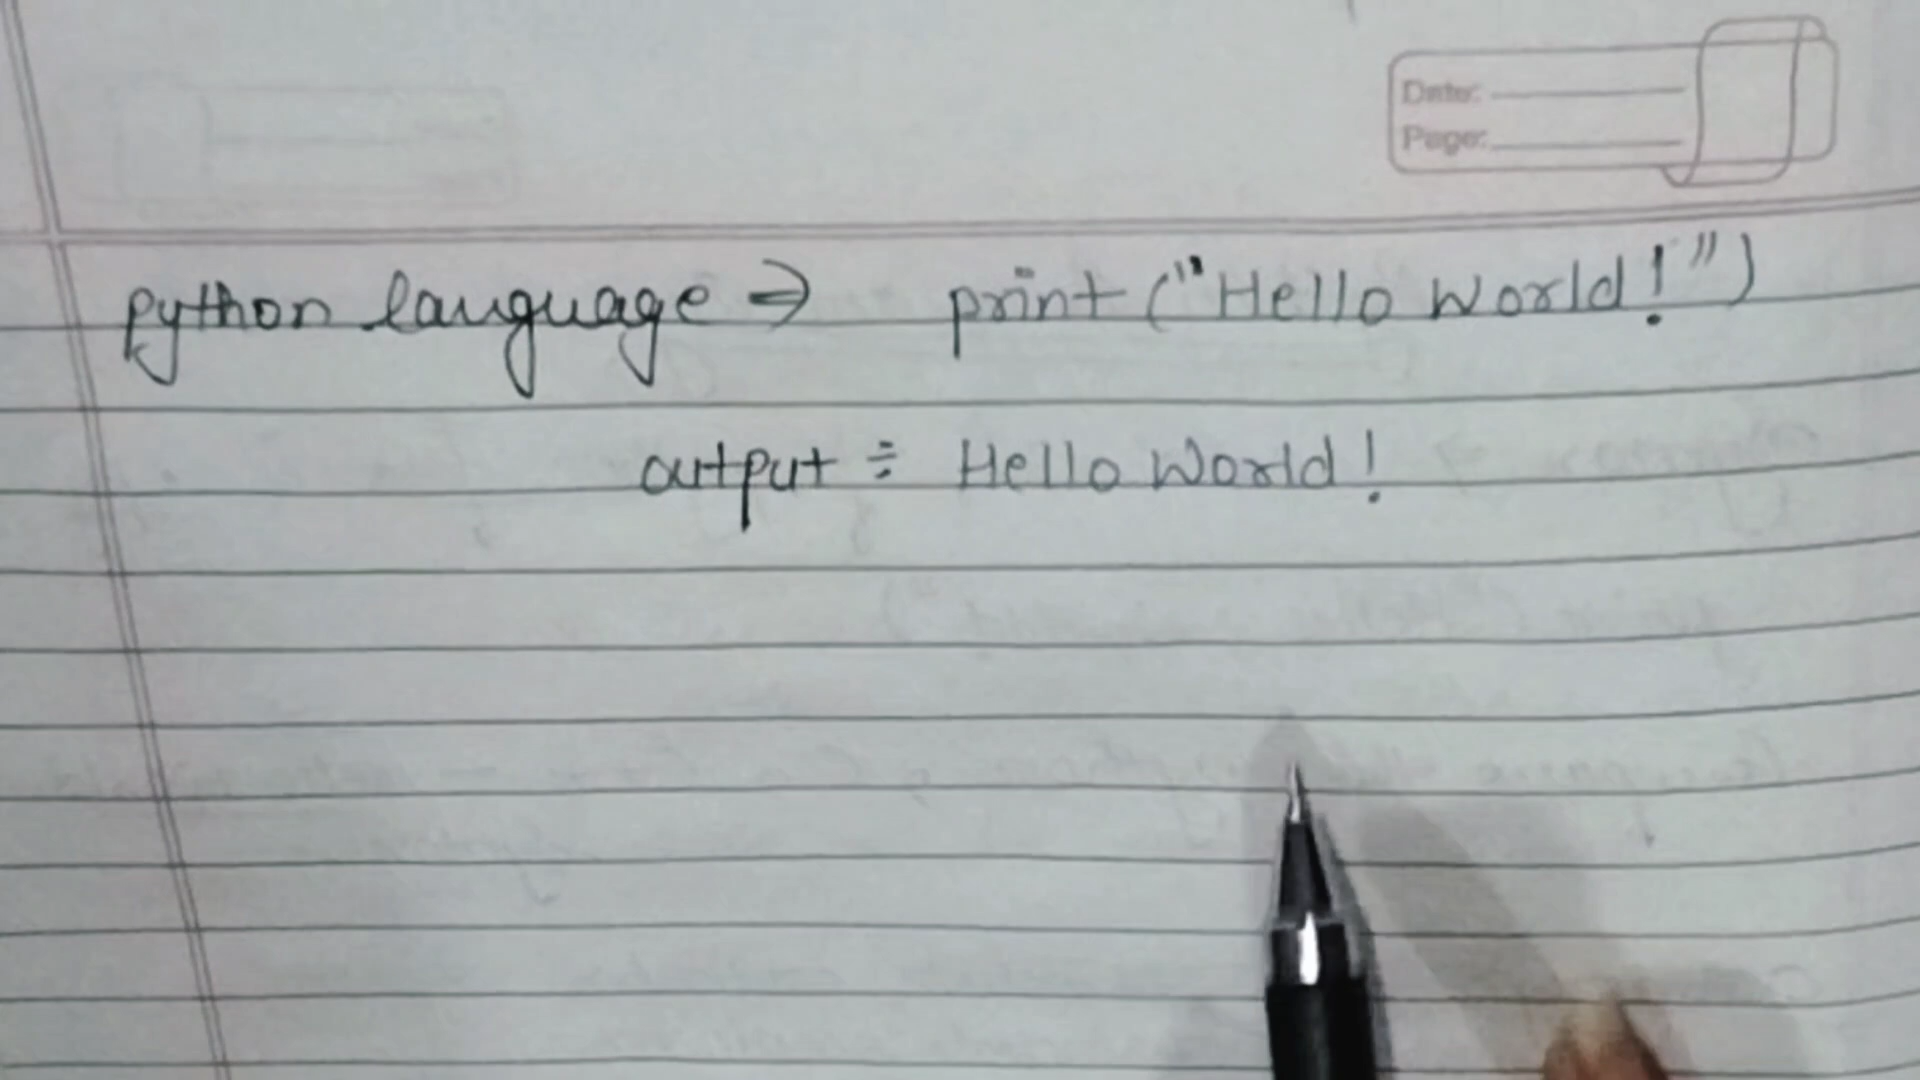 Date:
Page:
python language ⇒ print ("Hello World!")
output ÷ Hello World!